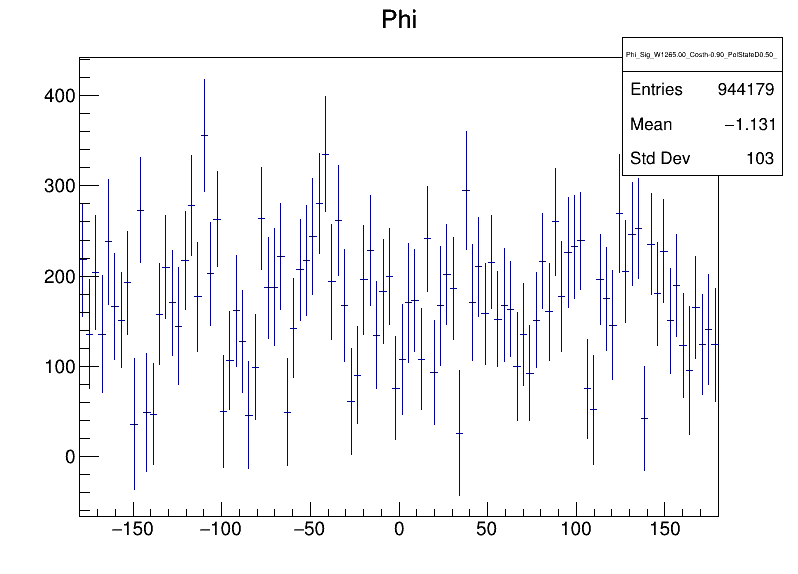 Phi
Phi_Sig_W1265.00_Costh-0.90_PolStateD0.50_
Entries 944179
Mean −1.131
Std Dev 103
400
300
200
100
0
−150 −100 −50 0 50 100 150